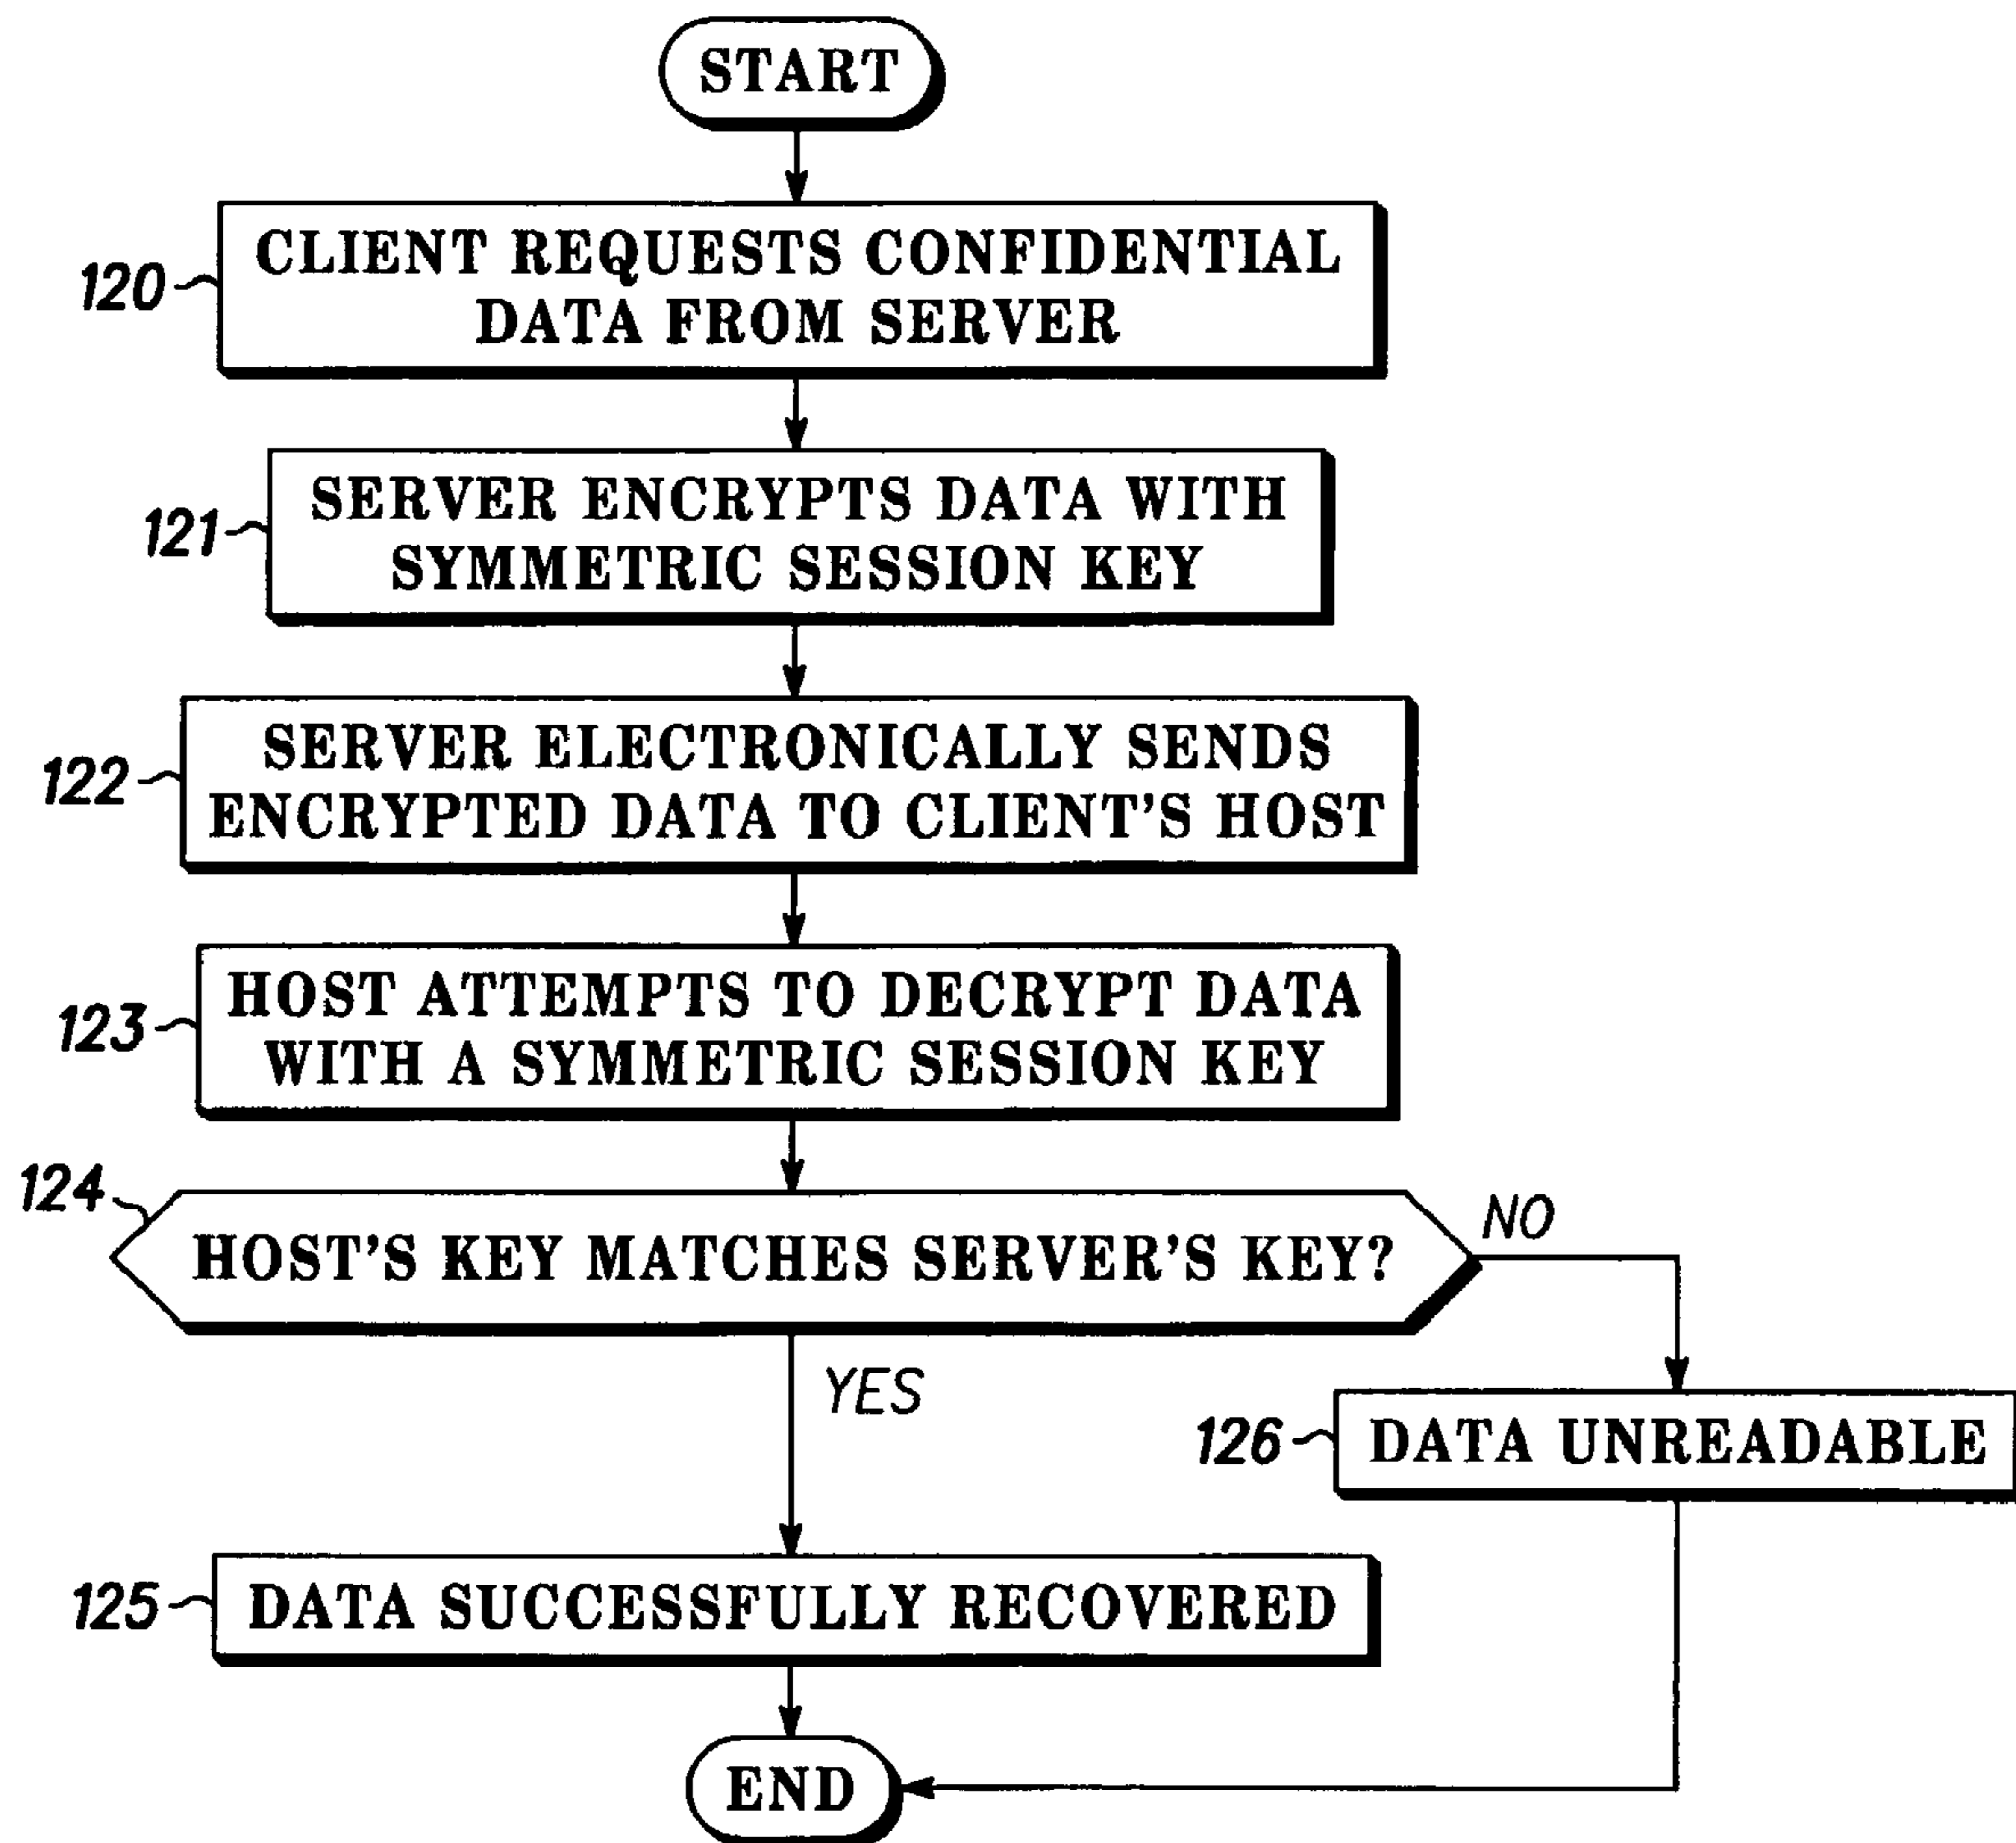 START
120
CLIENT REQUESTS CONFIDENTIAL
DATA FROM SERVER
121
SERVER ENCRYPTS DATA WITH
SYMMETRIC SESSION KEY
122
SERVER ELECTRONICALLY SENDS
ENCRYPTED DATA TO CLIENT'S HOST
123
HOST ATTEMPTS TO DECRYPT DATA
WITH A SYMMETRIC SESSION KEY
124
HOST'S KEY MATCHES SERVER'S KEY?
NO
YES
126
DATA UNREADABLE
125
DATA SUCCESSFULLY RECOVERED
END